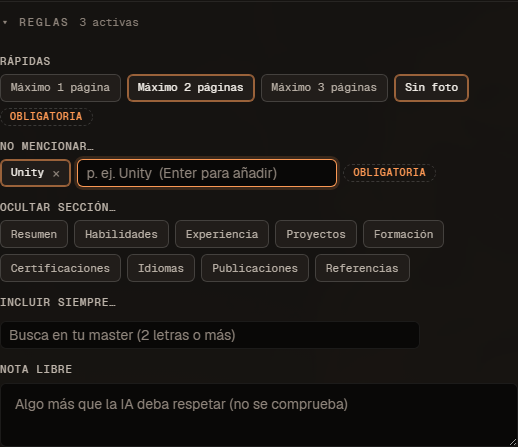 ▾ REGLAS 3 activas
RÁPIDAS
Máximo 1 página Máximo 2 páginas Máximo 3 páginas Sin foto
OBLIGATORIA
NO MENCIONAR…
Unity × p. ej. Unity (Enter para añadir) OBLIGATORIA
OCULTAR SECCIÓN…
Resumen Habilidades Experiencia Proyectos Formación
Certificaciones Idiomas Publicaciones Referencias
INCLUIR SIEMPRE…
Busca en tu master (2 letras o más)
NOTA LIBRE
Algo más que la IA deba respetar (no se comprueba)